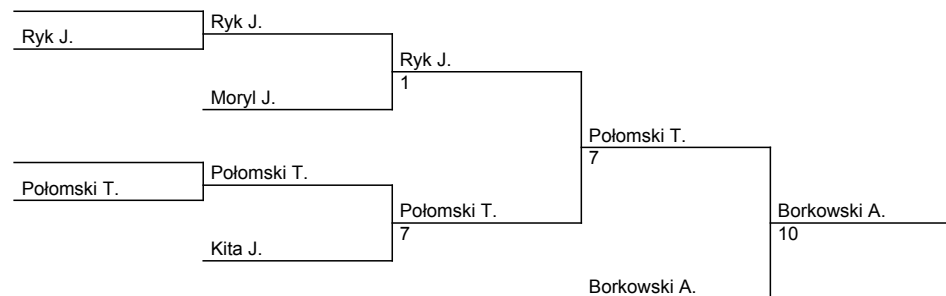 Ryk J.
Ryk J.
Ryk J.
1
Moryl J.
Połomski T.
7
Połomski T.
Połomski T.
Połomski T.
7
Kita J.
Borkowski A.
10
Borkowski A.